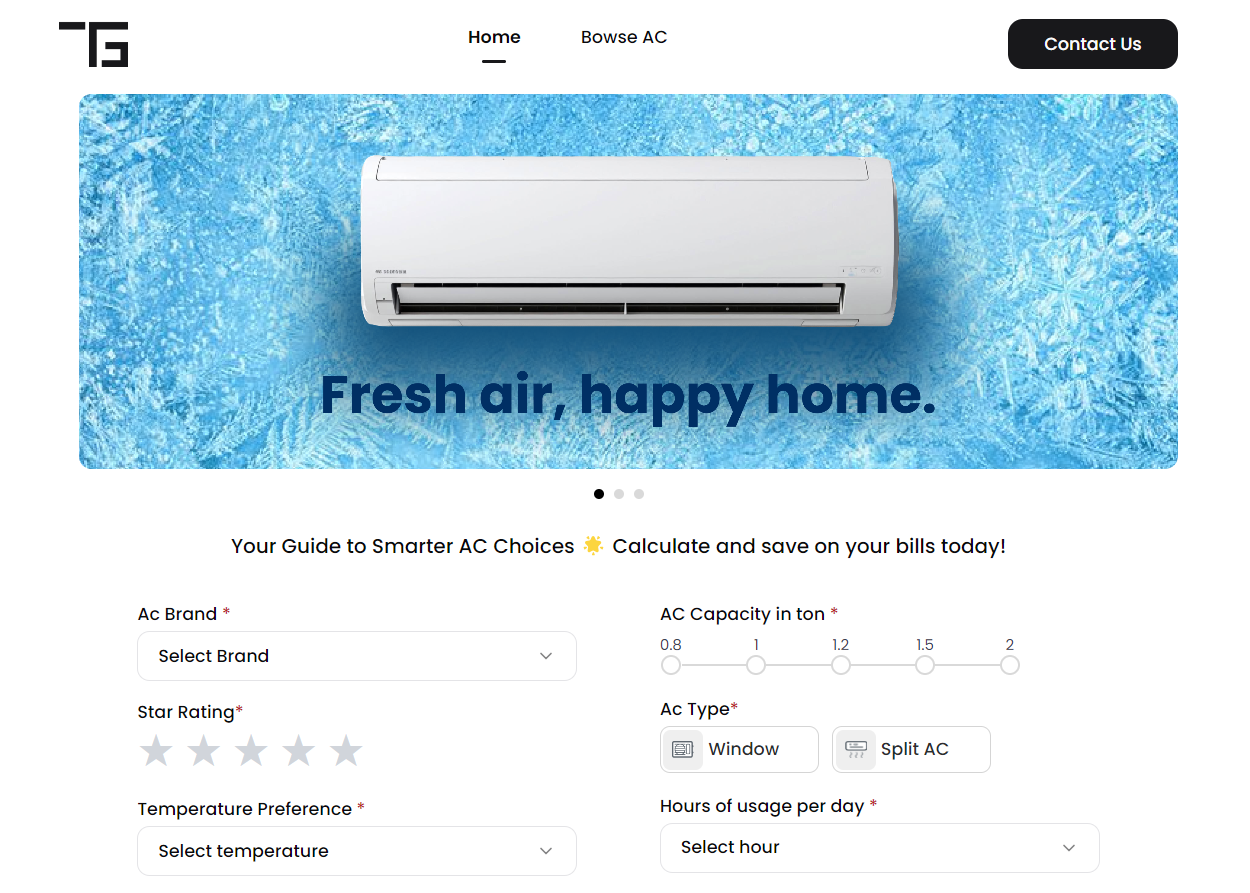 TG
Home
Bowse AC
Contact Us
Fresh air, happy home.
Your Guide to Smarter AC Choices 🌟 Calculate and save on your bills today!
Ac Brand *
Select Brand
AC Capacity in ton *
0.8 1 1.2 1.5 2
Star Rating*
Ac Type*
Window
Split AC
Temperature Preference *
Select temperature
Hours of usage per day *
Select hour